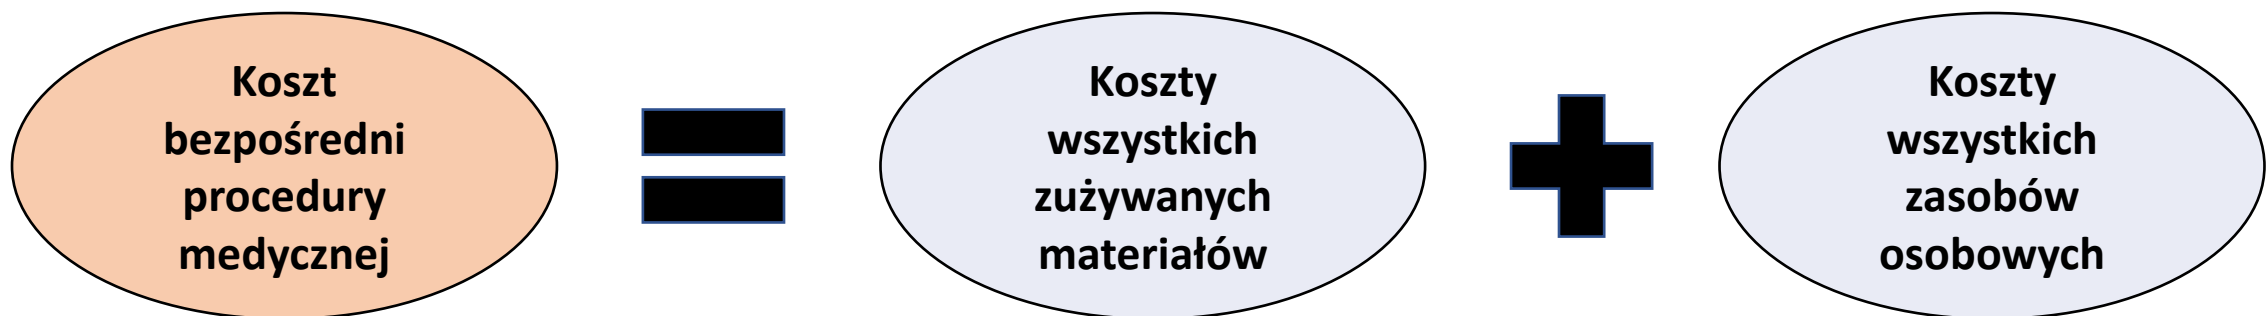 Koszt
bezpośredni
procedury
medycznej
Koszty
wszystkich
zużywanych
materiałów
Koszty
wszystkich
zasobów
osobowych